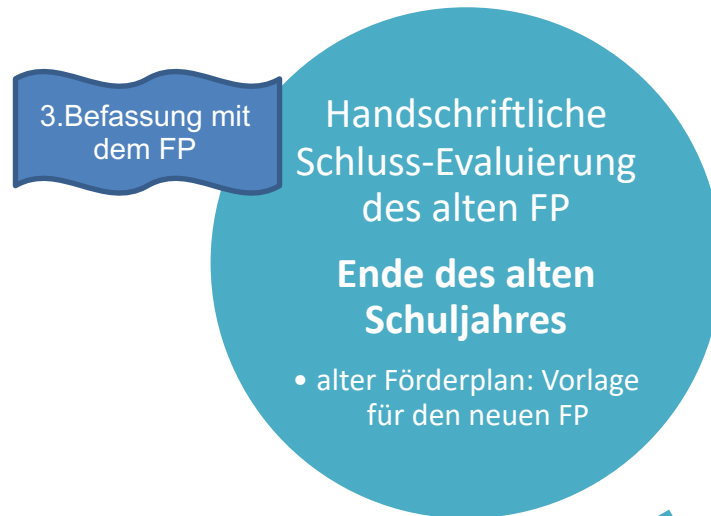 3.Befassung mit
dem FP
Handschriftliche
Schluss-Evaluierung
des alten FP
Ende des alten
Schuljahres
• alter Förderplan: Vorlage
für den neuen FP